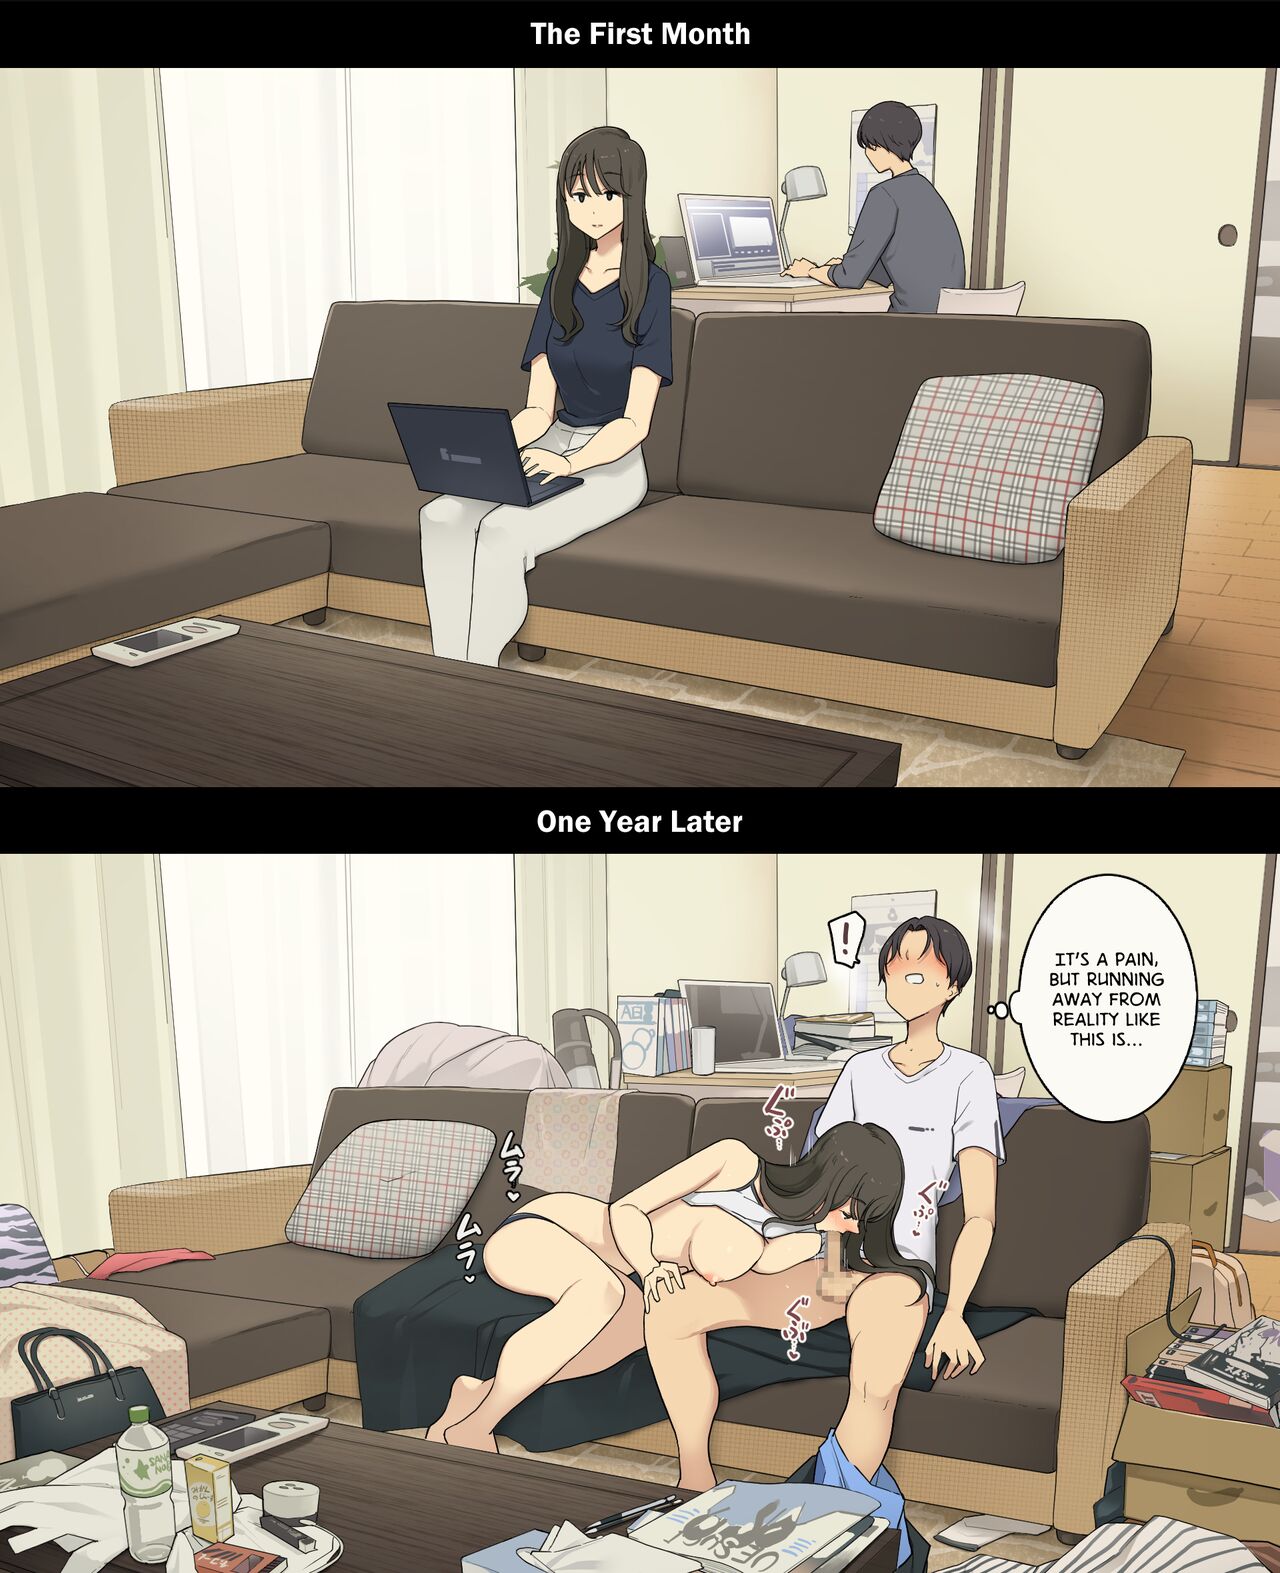 The First Month
One Year Later
!
IT'S A PAIN,
BUT RUNNING
AWAY FROM
REALITY LIKE
THIS IS...
ぐぷ…
ムラ♥
ぐぷ…♥
ムラ♥
ぐぷ…♥